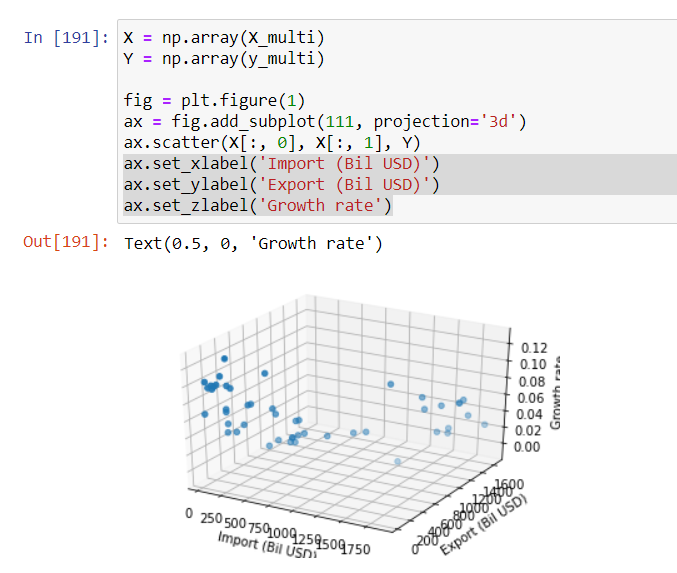 In [191]: X = np.array(X_multi)
Y = np.array(y_multi)
fig = plt.figure(1)
ax = fig.add_subplot(111, projection='3d')
ax.scatter(X[:, 0], X[:, 1], Y)
ax.set_xlabel('Import (Bil USD)')
ax.set_ylabel('Export (Bil USD)')
ax.set_zlabel('Growth rate')
Out[191]: Text(0.5, 0, 'Growth rate')
0.12
0.10
0.08
0.06
0.04
0.02
0.00
Growth rate
0 250 500 750 1000 1250 1500 1750
Import (Bil USD)
0 200 400 600 800 1000 1200 1400 1600
Export (Bil USD)